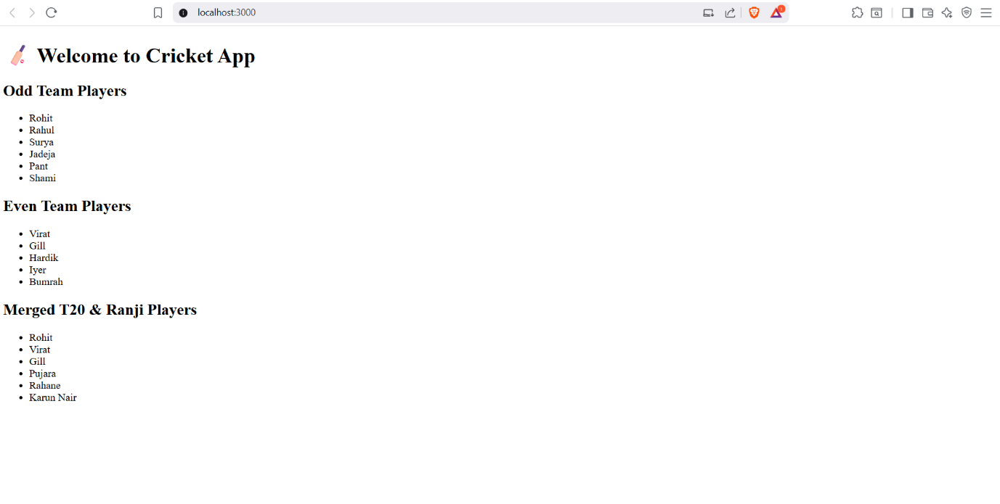 localhost:3000
Welcome to Cricket App
Odd Team Players
Rohit
Rahul
Surya
Jadeja
Pant
Shami
Even Team Players
Virat
Gill
Hardik
Iyer
Bumrah
Merged T20 & Ranji Players
Rohit
Virat
Gill
Pujara
Rahane
Karun Nair